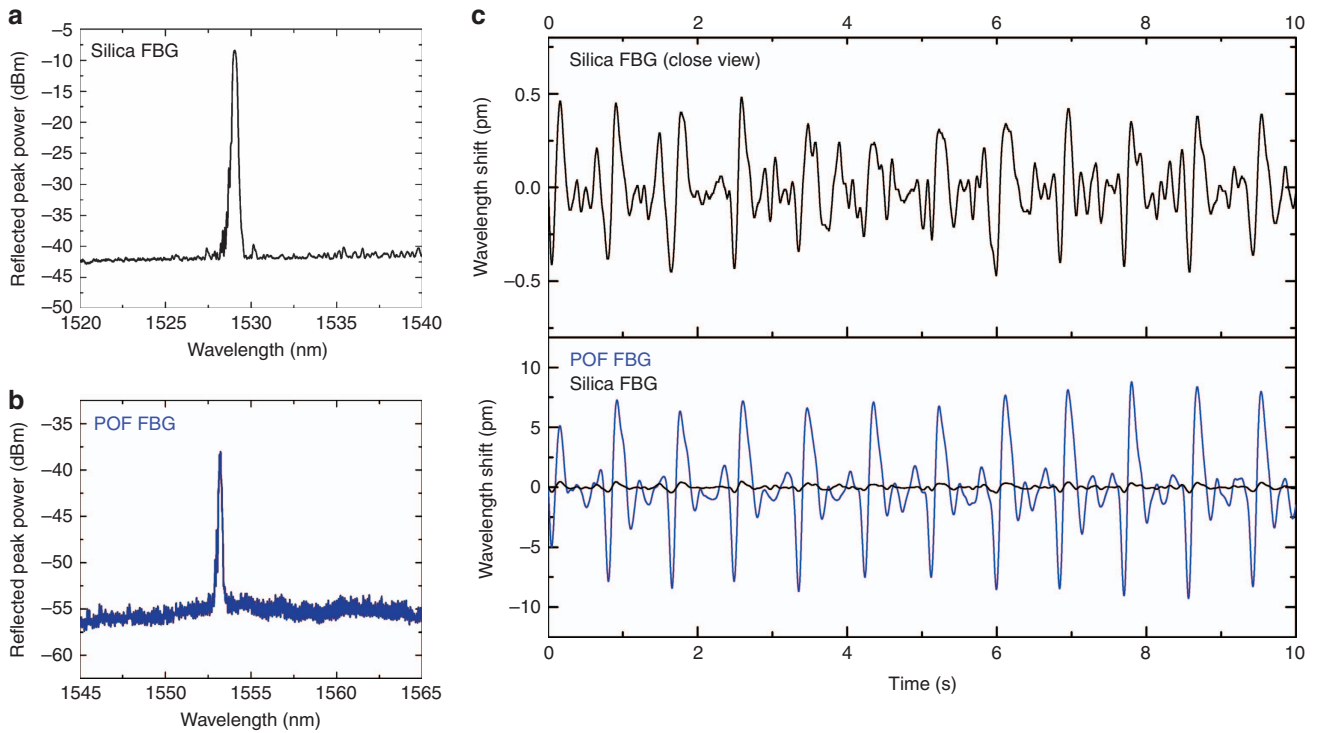 a
Silica FBG
Reflected peak power (dBm)
–5
–10
–15
–20
–25
–30
–35
–40
–45
–50
1520 1525 1530 1535 1540
Wavelength (nm)
b
POF FBG
Reflected peak power (dBm)
–35
–40
–45
–50
–55
–60
1545 1550 1555 1560 1565
Wavelength (nm)
c
0 2 4 6 8 10
Silica FBG (close view)
Wavelength shift (pm)
0.5
0.0
–0.5
POF FBG
Silica FBG
Wavelength shift (pm)
10
5
0
–5
–10
0 2 4 6 8 10
Time (s)